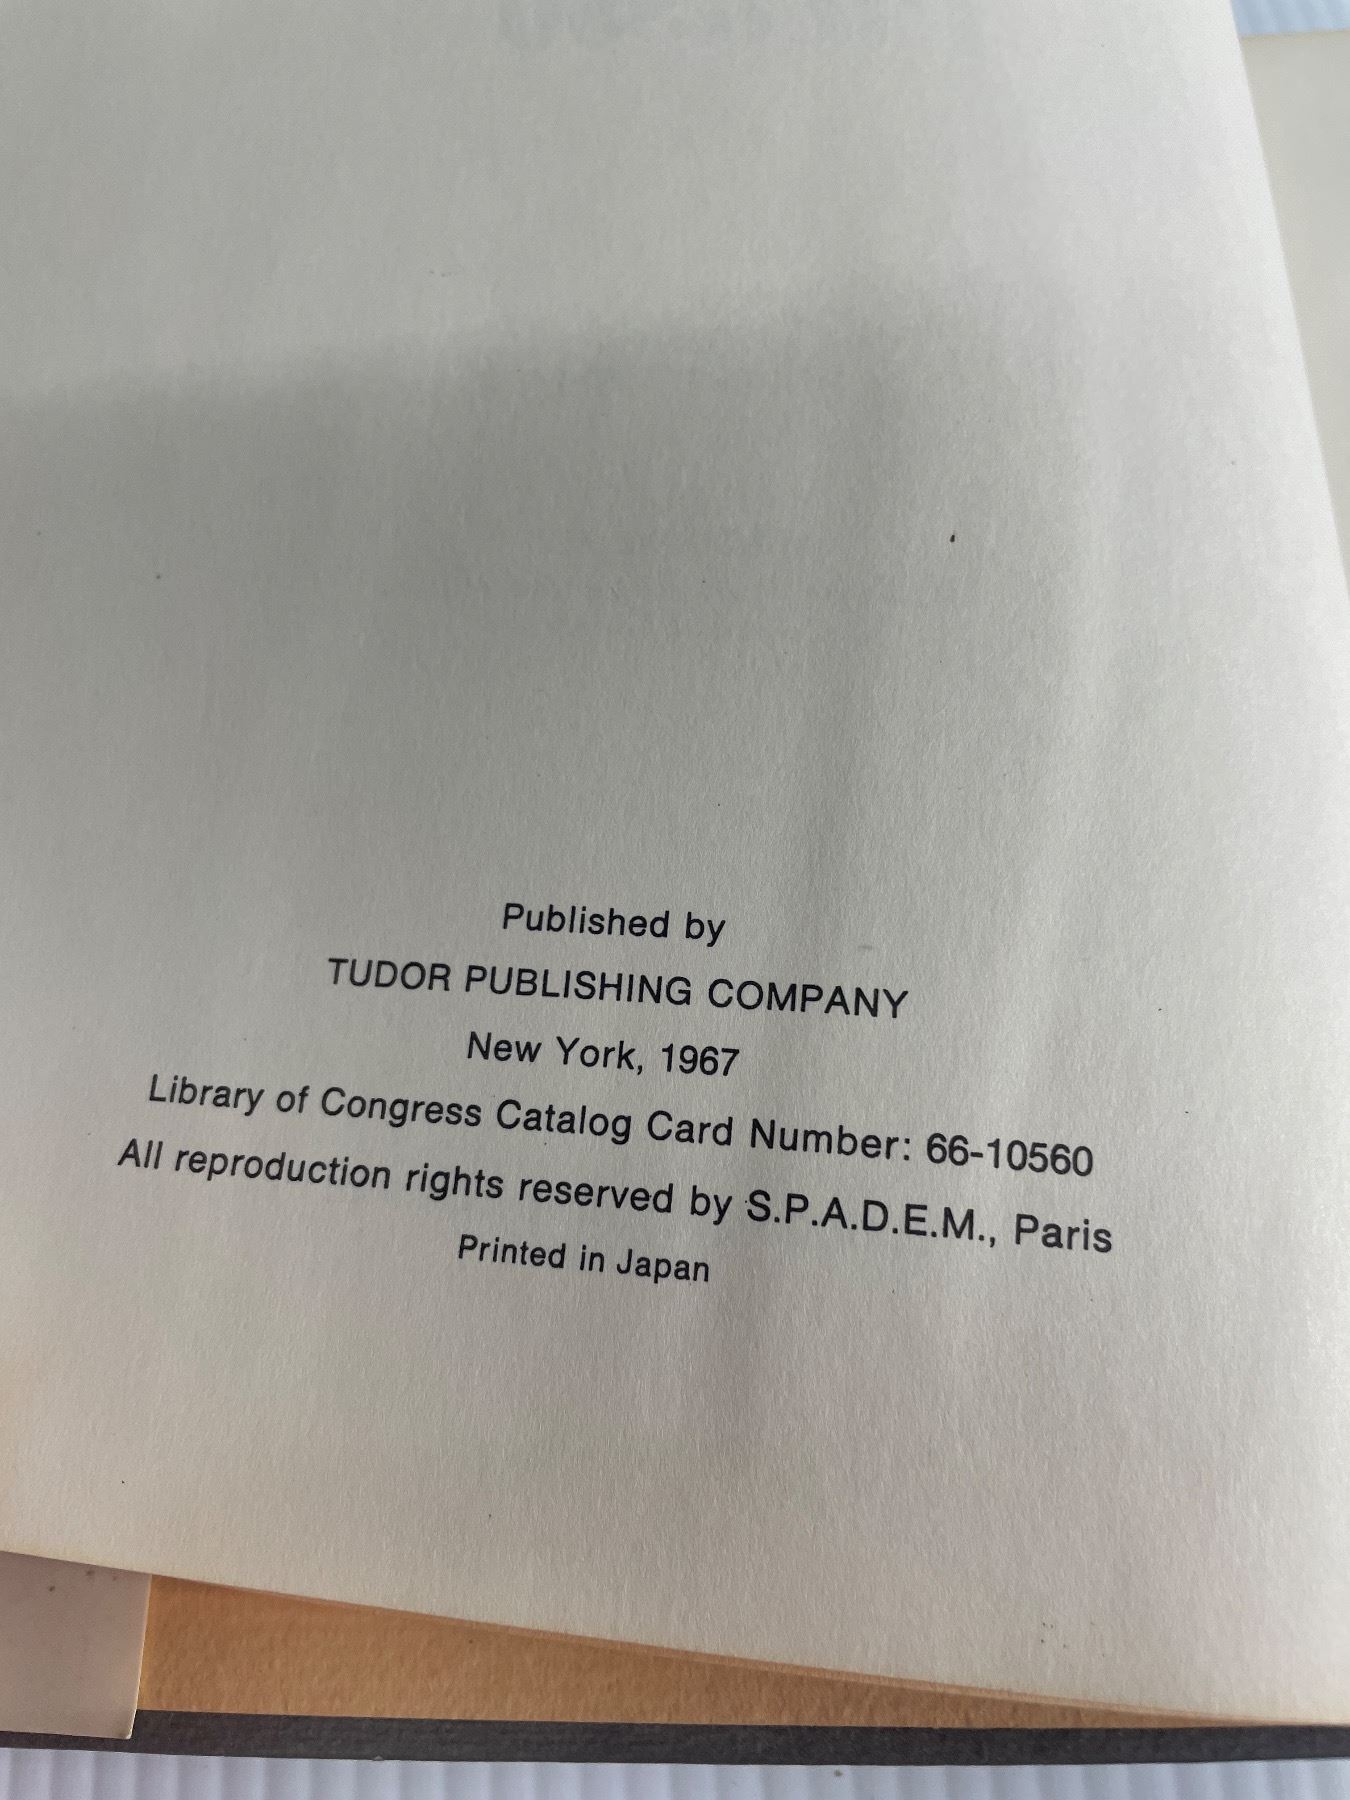 Published by
TUDOR PUBLISHING COMPANY
New York, 1967
Library of Congress Catalog Card Number: 66-10560
All reproduction rights reserved by S.P.A.D.E.M., Paris
Printed in Japan